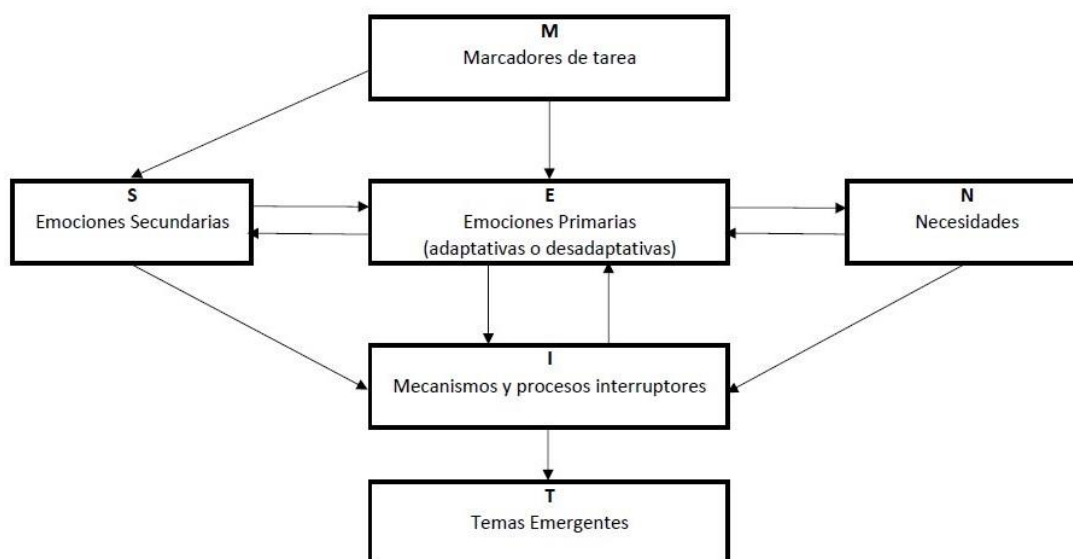 M
Marcadores de tarea
S
Emociones Secundarias
E
Emociones Primarias
(adaptativas o desadaptativas)
N
Necesidades
I
Mecanismos y procesos interruptores
T
Temas Emergentes